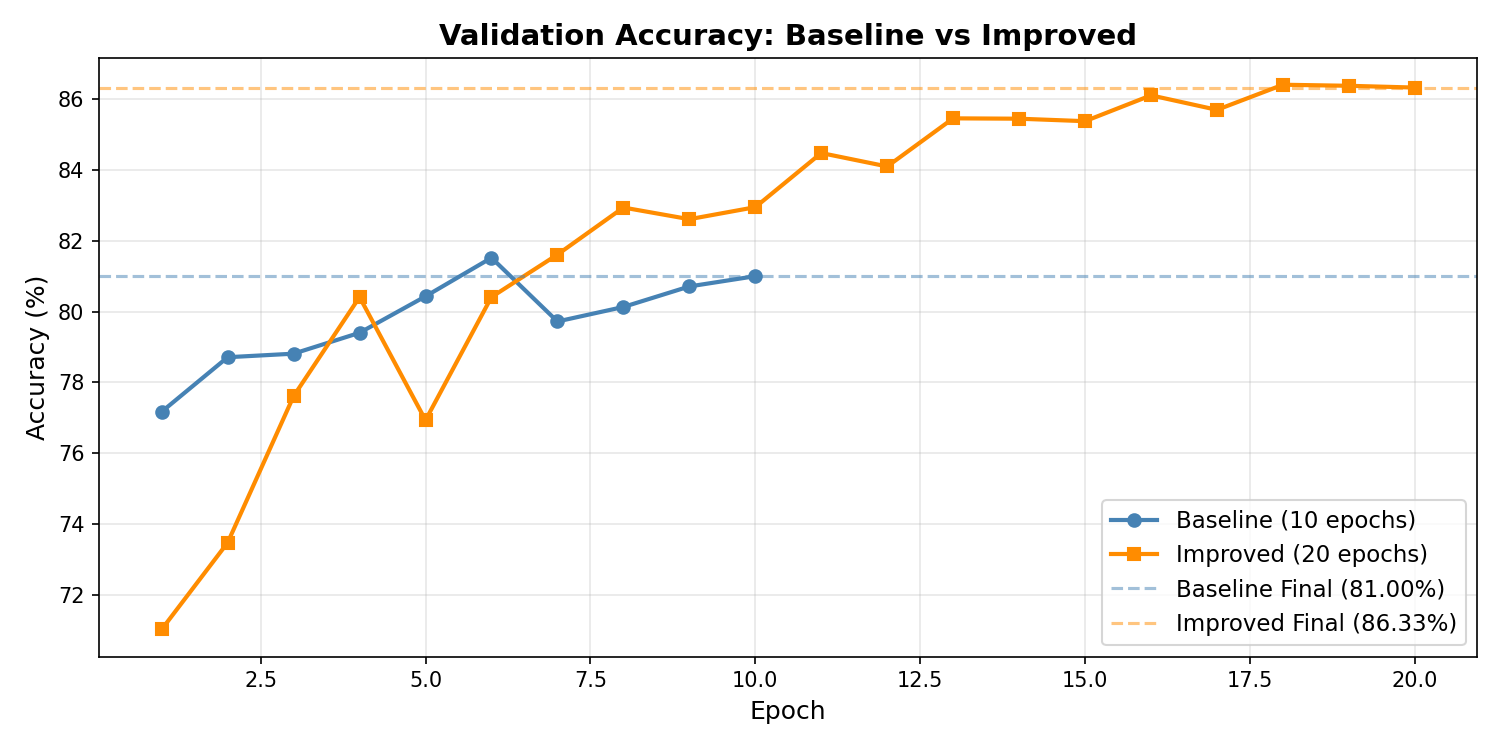 Validation Accuracy: Baseline vs Improved
86
84
82
80
78
76
74
72
Accuracy (%)
2.5 5.0 7.5 10.0 12.5 15.0 17.5 20.0
Epoch
Baseline (10 epochs)
Improved (20 epochs)
Baseline Final (81.00%)
Improved Final (86.33%)